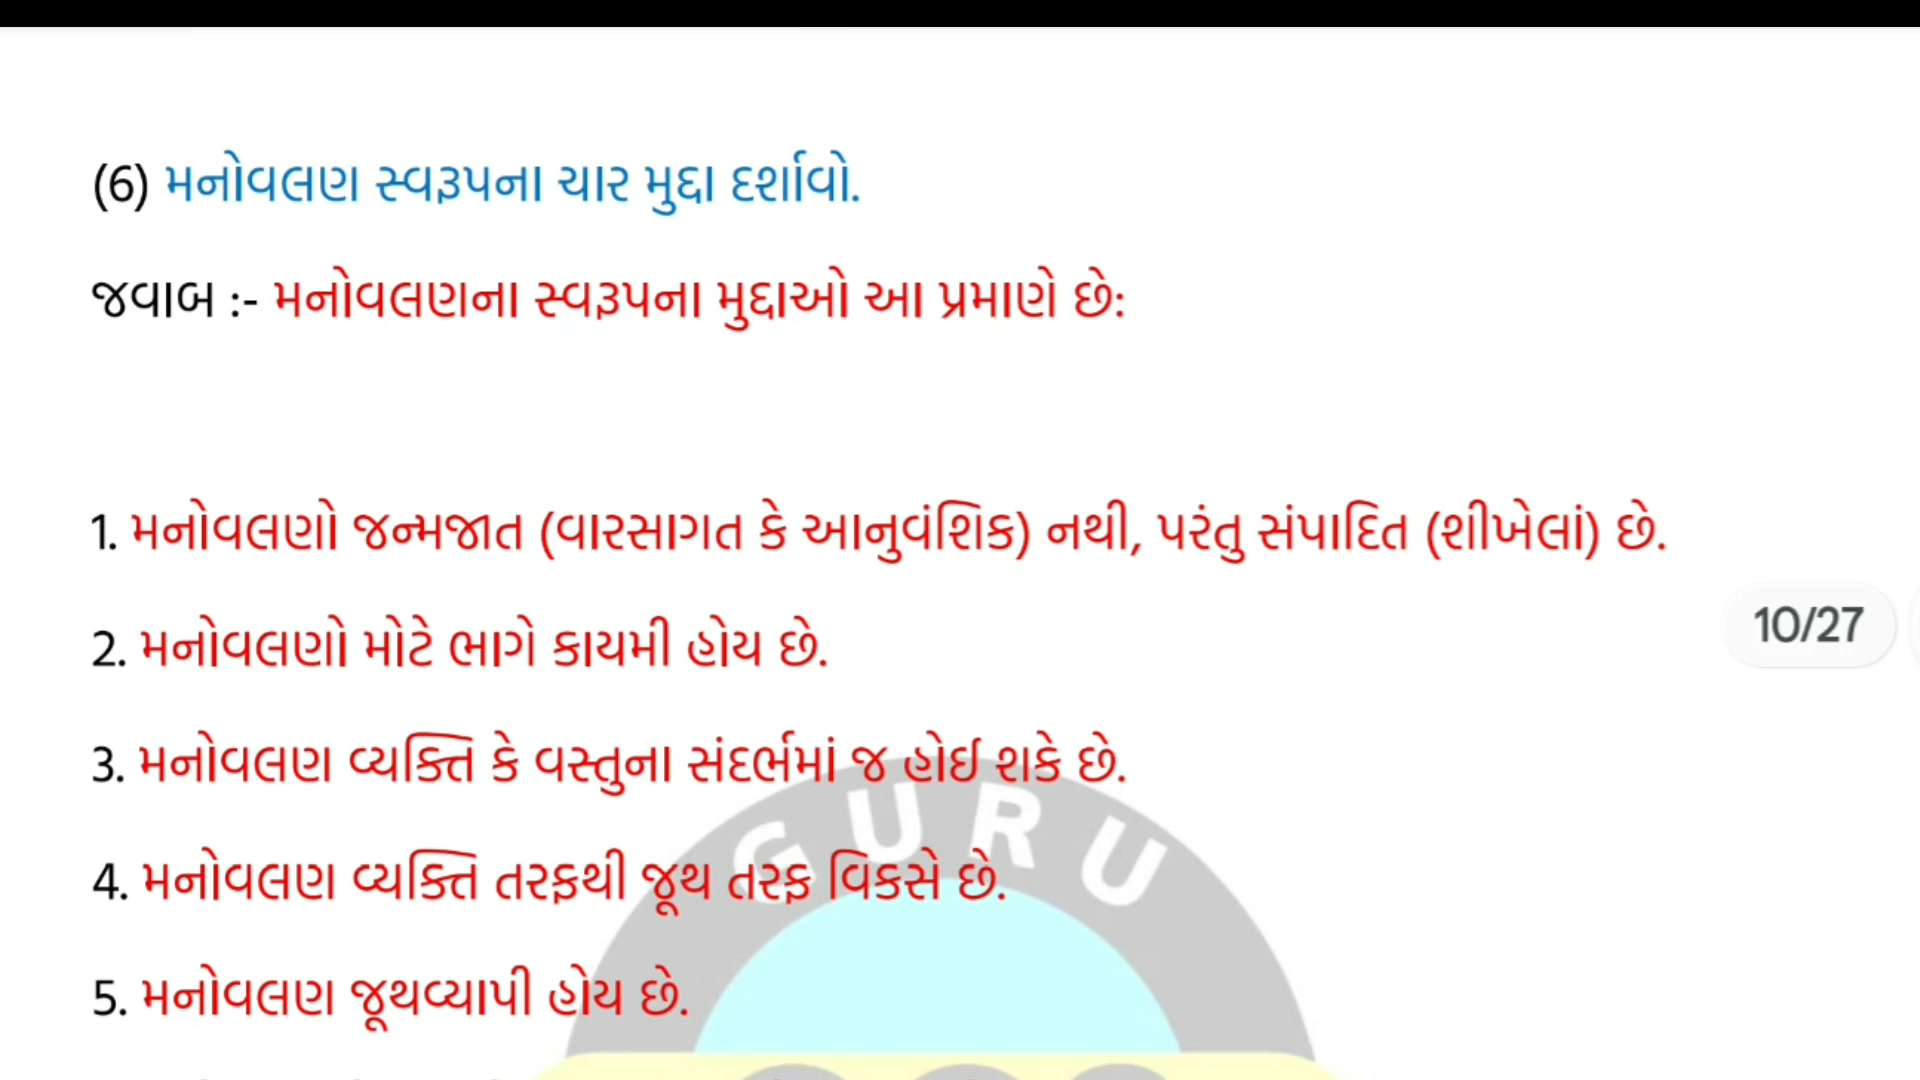 (6) મનોવલણ સ્વરૂપના ચાર મુદ્દા દર્શાવો.
જવાબ :- મનોવલણના સ્વરૂપના મુદ્દાઓ આ પ્રમાણે છેઃ
1. મનોવલણો જન્મજાત (વારસાગત કે આનુવંશિક) નથી, પરંતુ સંપાદિત (શીખેલાં) છે.
10/27
2. મનોવલણો મોટે ભાગે કાયમી હોય છે.
3. મનોવલણ વ્યક્તિ કે વસ્તુના સંદર્ભમાં જ હોઈ શકે છે.
GURU
4. મનોવલણ વ્યક્તિ તરફથી જૂથ તરફ વિકસે છે.
5. મનોવલણ જૂથવ્યાપી હોય છે.